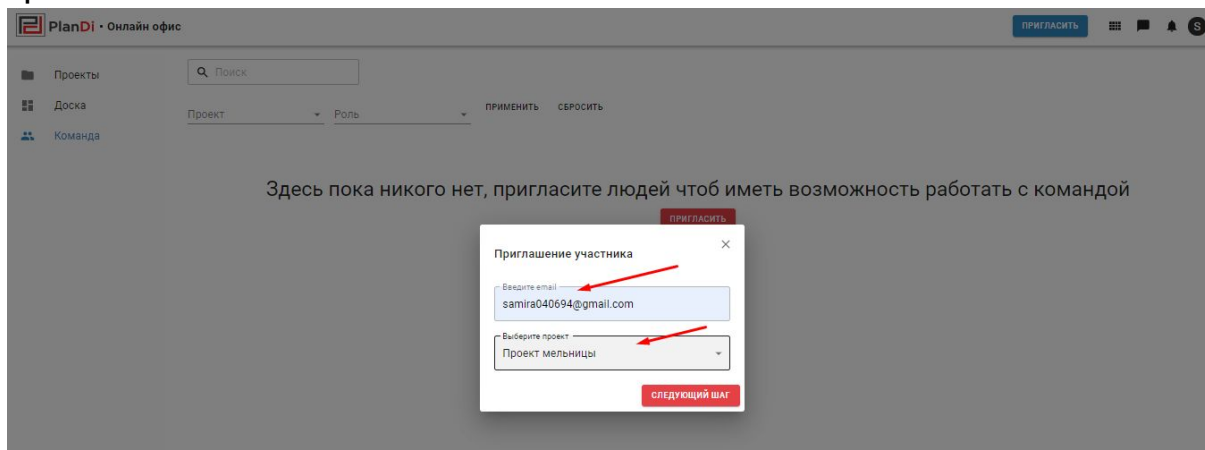 PlanDi • Онлайн офис
ПРИГЛАСИТЬ
S
Проекты
Доска
Команда
Поиск
Проект
Роль
ПРИМЕНИТЬ
СБРОСИТЬ
Здесь пока никого нет, пригласите людей чтоб иметь возможность работать с командой
ПРИГЛАСИТЬ
Приглашение участника
Введите email
samira040694@gmail.com
Выберите проект
Проект мельницы
СЛЕДУЮЩИЙ ШАГ